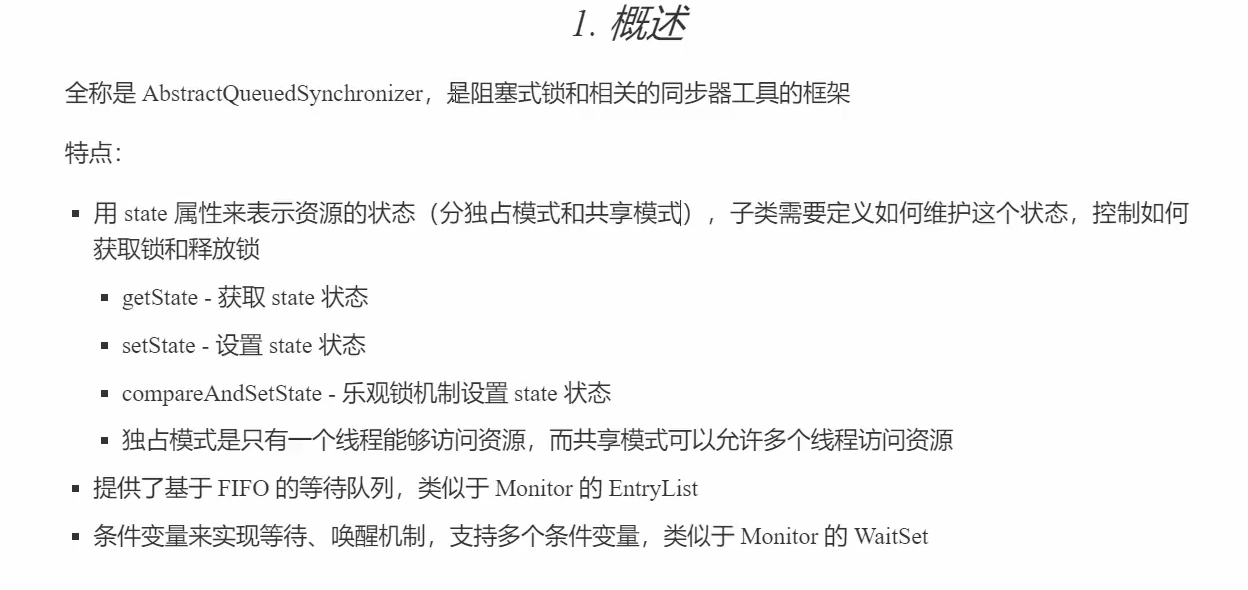 1. 概述
全称是 AbstractQueuedSynchronizer，是阻塞式锁和相关的同步器工具的框架
特点：
用 state 属性来表示资源的状态（分独占模式和共享模式），子类需要定义如何维护这个状态，控制如何
获取锁和释放锁
getState - 获取 state 状态
setState - 设置 state 状态
compareAndSetState - 乐观锁机制设置 state 状态
独占模式是只有一个线程能够访问资源，而共享模式可以允许多个线程访问资源
提供了基于 FIFO 的等待队列，类似于 Monitor 的 EntryList
条件变量来实现等待、唤醒机制，支持多个条件变量，类似于 Monitor 的 WaitSet